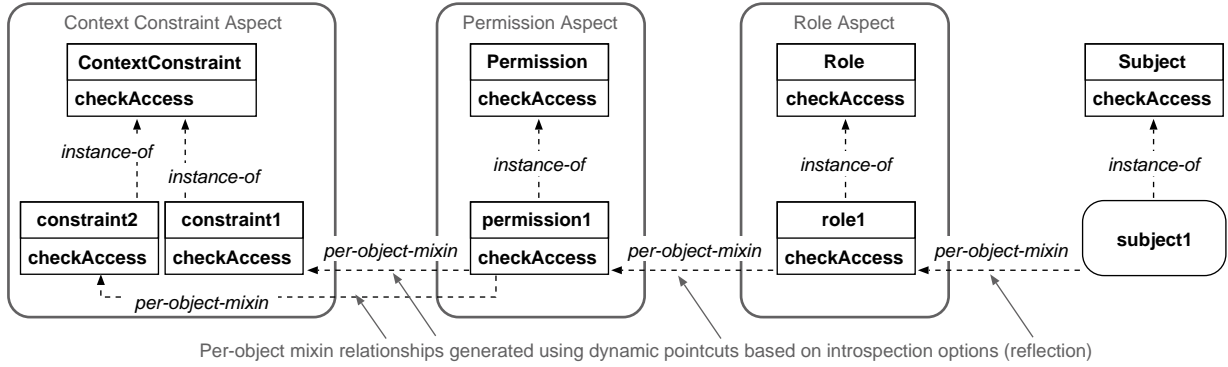 Context Constraint Aspect
Permission Aspect
Role Aspect
ContextConstraint
checkAccess
Permission
checkAccess
Role
checkAccess
Subject
checkAccess
instance-of
instance-of
instance-of
instance-of
instance-of
constraint2
checkAccess
constraint1
checkAccess
permission1
checkAccess
role1
checkAccess
subject1
per-object-mixin
per-object-mixin
per-object-mixin
per-object-mixin
Per-object mixin relationships generated using dynamic pointcuts based on introspection options (reflection)